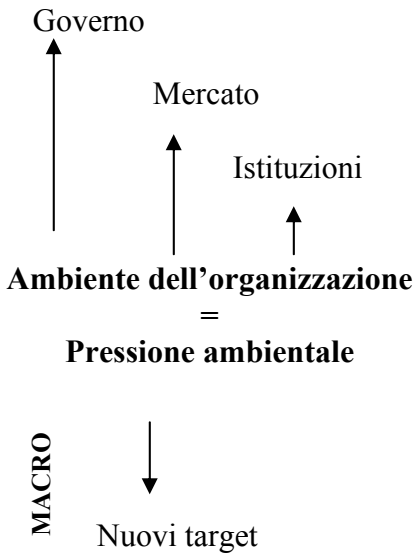 Governo
Mercato
Istituzioni
Ambiente dell’organizzazione
=
Pressione ambientale
MACRO
Nuovi target